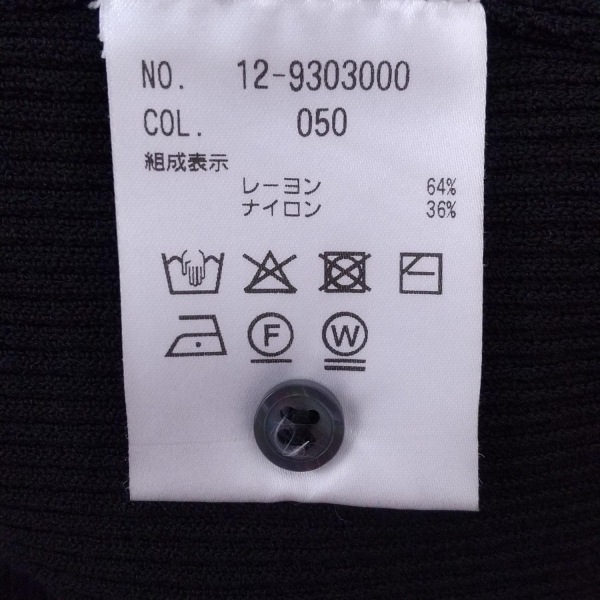 NO. 12-9303000
COL. 050
組成表示
レーヨン 64%
ナイロン 36%
F W